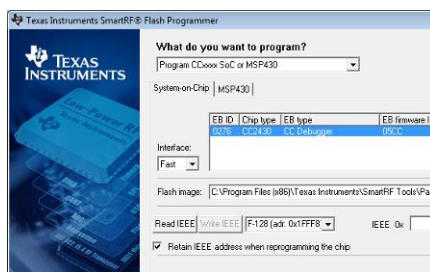 Texas Instruments SmartRF® Flash Programmer
TEXAS
INSTRUMENTS
What do you want to program?
Program CCxxxx SoC or MSP430
System-on-Chip MSP430
EB ID Chip type EB type EB firmware I
0276 CC2430 CC Debugger 05CC
Interface:
Fast
Flash image: C:\Program Files (x86)\Texas Instruments\SmartRF Tools\Pa
Read IEEE Write IEEE F-128 (adr: 0x1FFF8 IEEE 0x
Retain IEEE address when reprogramming the chip
Low-Power RF
Texas Instruments